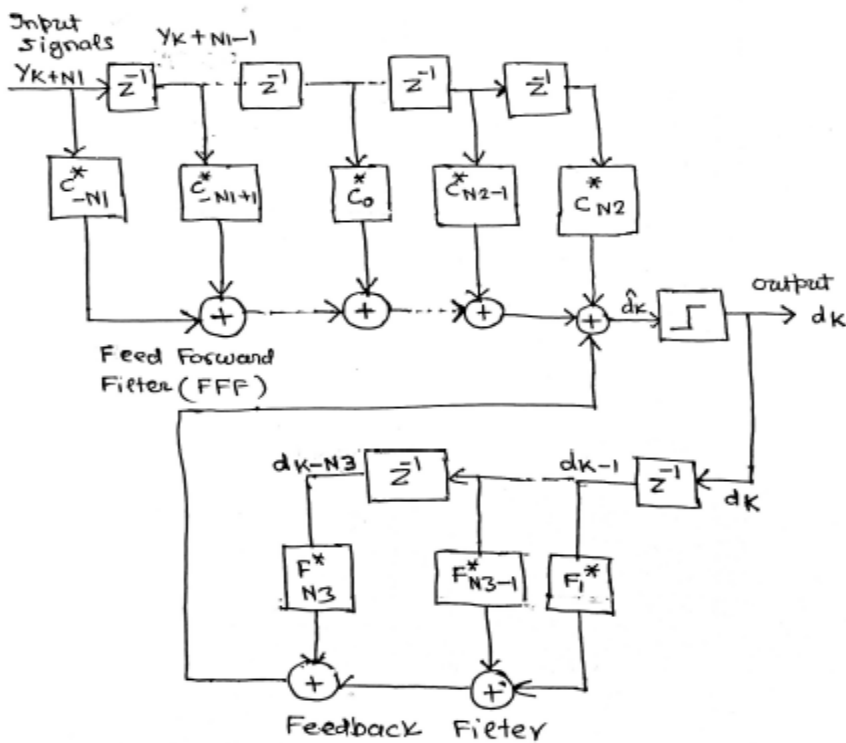 Input
signals
YK+N1-1
YK+N1
Z⁻¹
Z⁻¹
Z⁻¹
Z⁻¹
C*-N1
C*-N1+1
C*0
C*N2-1
C*N2
+
+
+
+
d̂K
output
dK
Feed Forward
Filter (FFF)
dK-N3
Z⁻¹
dK-1
Z⁻¹
dK
F*N3
F*N3-1
F1*
+
+
Feedback Filter